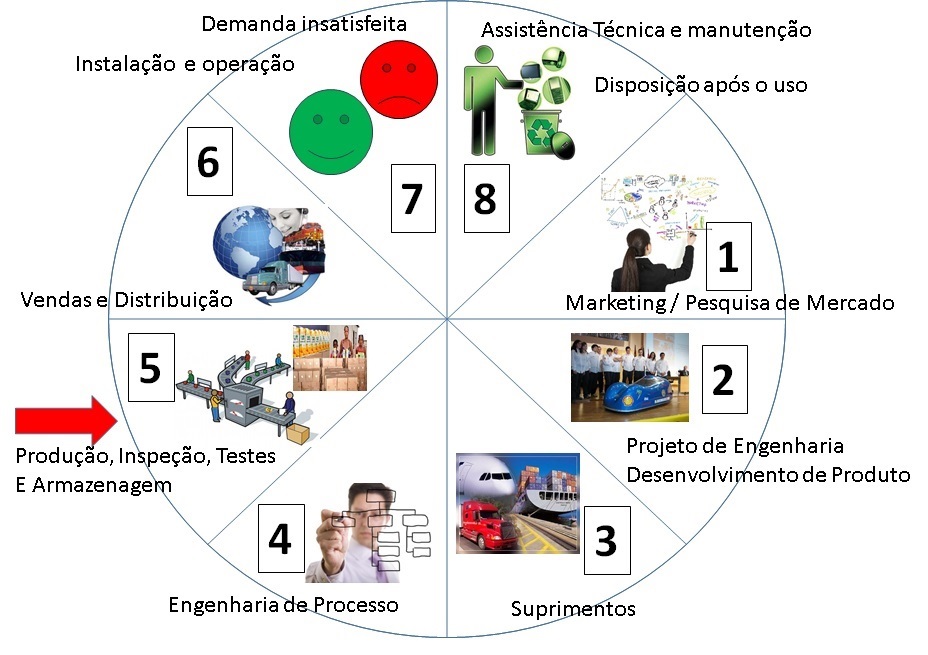 Demanda insatisfeita
Assistência Técnica e manutenção
Instalação e operação
Disposição após o uso
6
7
8
1
Vendas e Distribuição
Marketing / Pesquisa de Mercado
5
2
Produção, Inspeção, Testes
E Armazenagem
Projeto de Engenharia
Desenvolvimento de Produto
4
3
Engenharia de Processo
Suprimentos